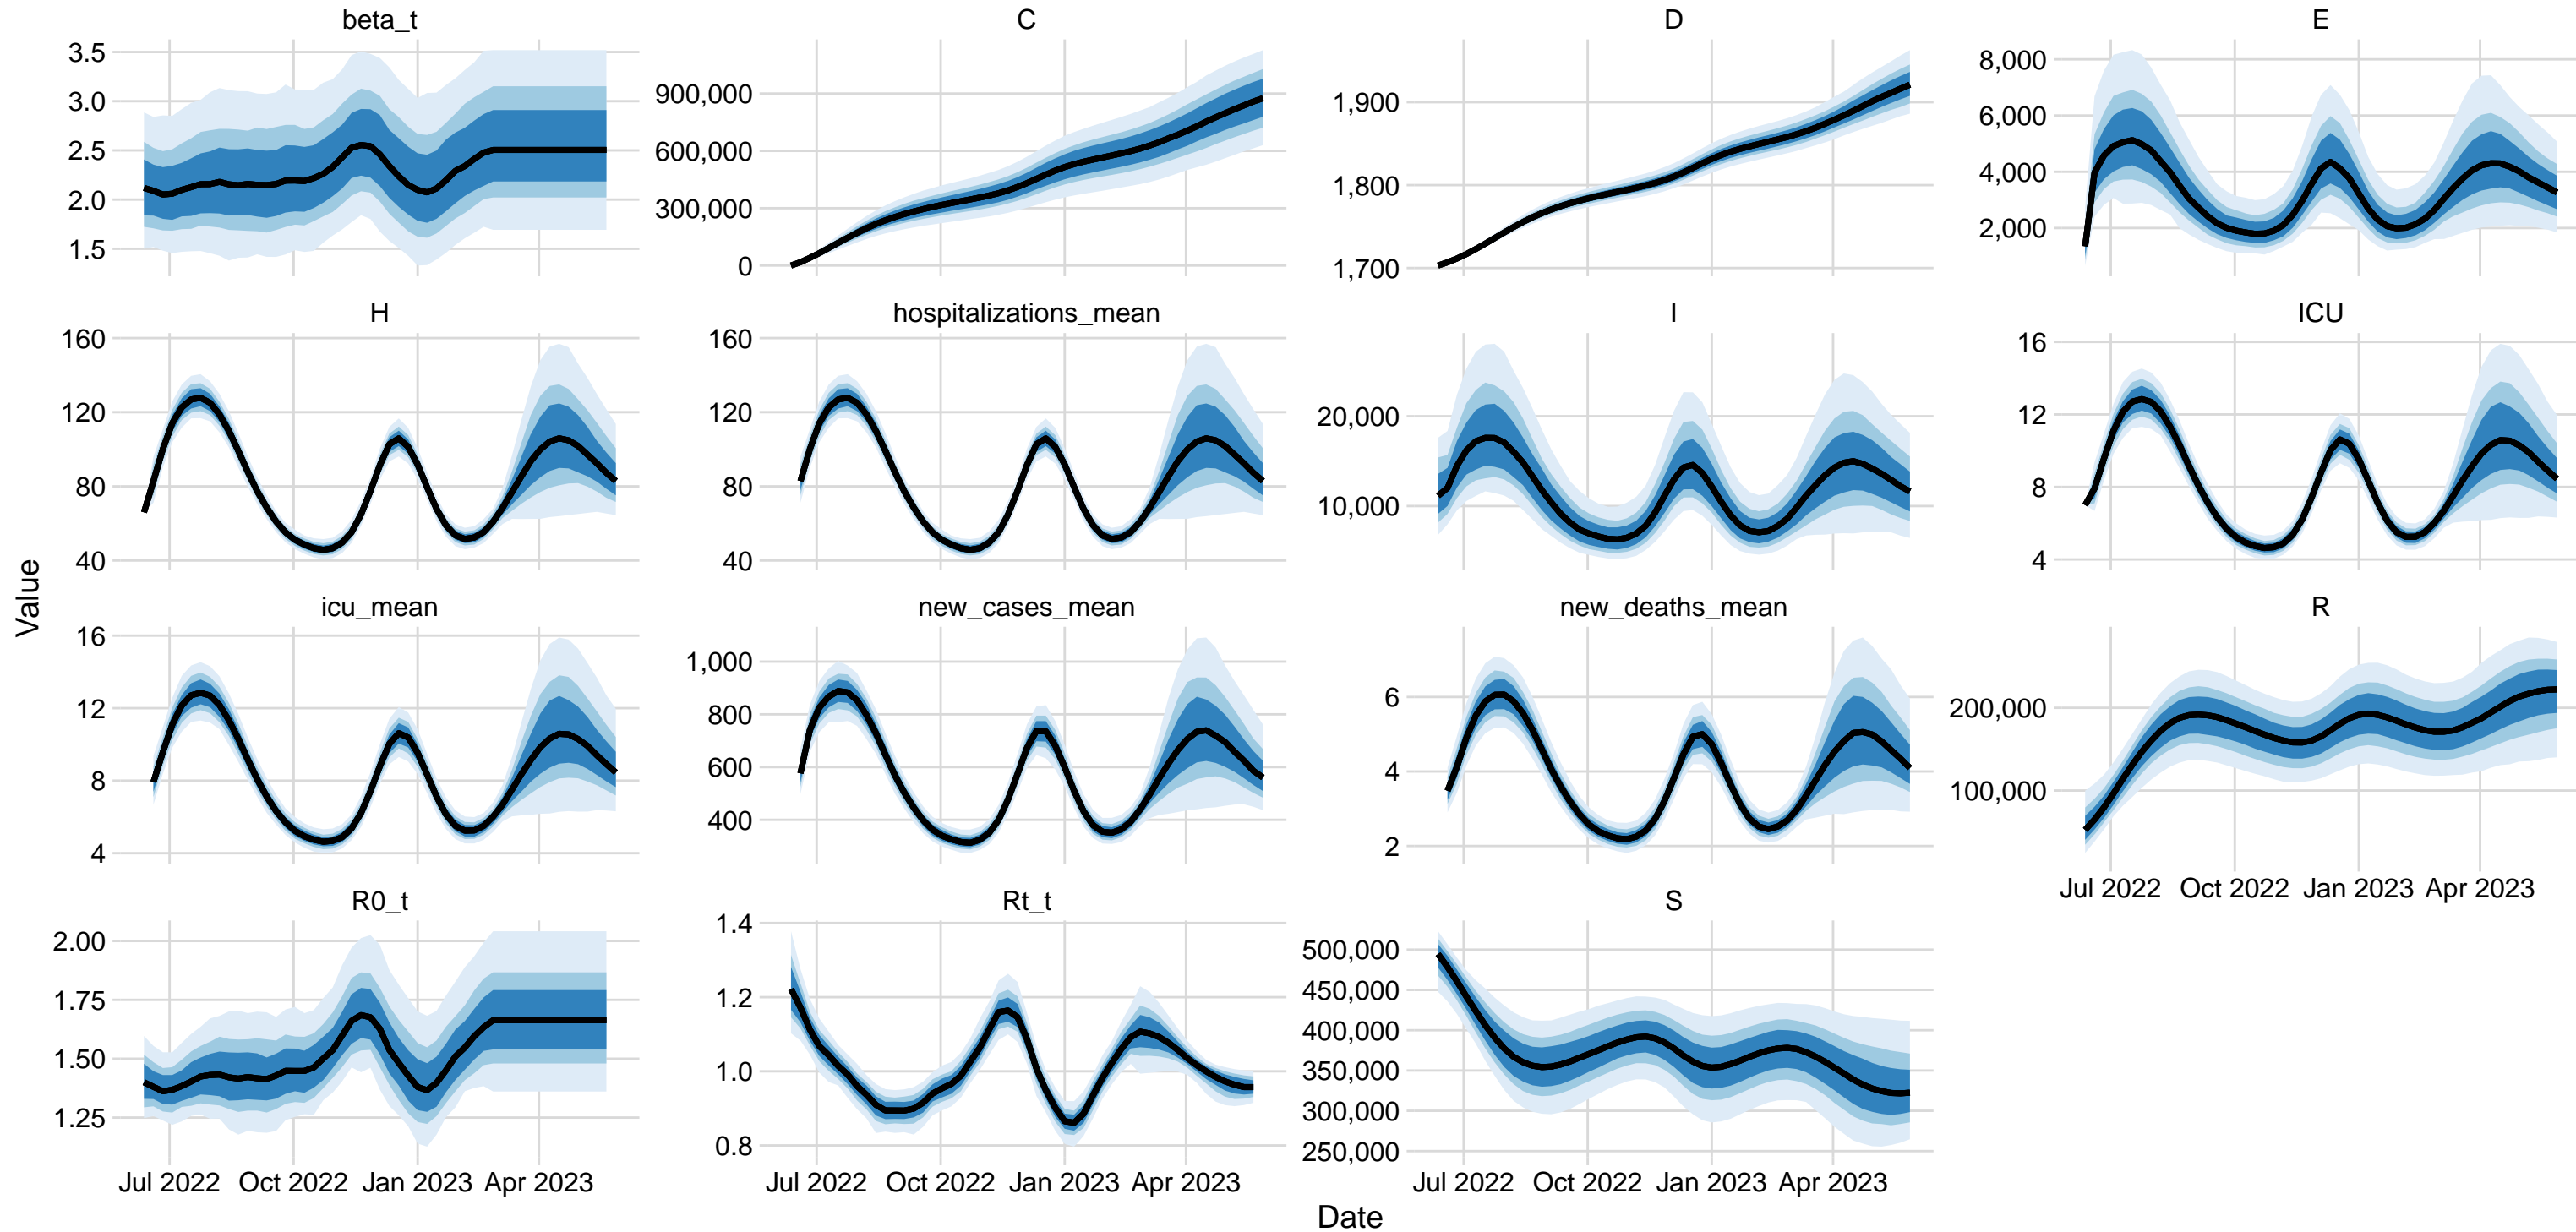 beta_t
3.5
3.0
2.5
2.0
1.5
C
900,000
600,000
300,000
0
D
1,900
1,800
1,700
E
8,000
6,000
4,000
2,000
H
160
120
80
40
hospitalizations_mean
160
120
80
40
I
20,000
10,000
ICU
16
12
8
4
Value
icu_mean
16
12
8
4
new_cases_mean
1,000
800
600
400
new_deaths_mean
6
4
2
R
200,000
100,000
Jul 2022 Oct 2022 Jan 2023 Apr 2023
R0_t
2.00
1.75
1.50
1.25
Jul 2022 Oct 2022 Jan 2023 Apr 2023
Rt_t
1.4
1.2
1.0
0.8
Jul 2022 Oct 2022 Jan 2023 Apr 2023
S
500,000
450,000
400,000
350,000
300,000
250,000
Jul 2022 Oct 2022 Jan 2023 Apr 2023
Date